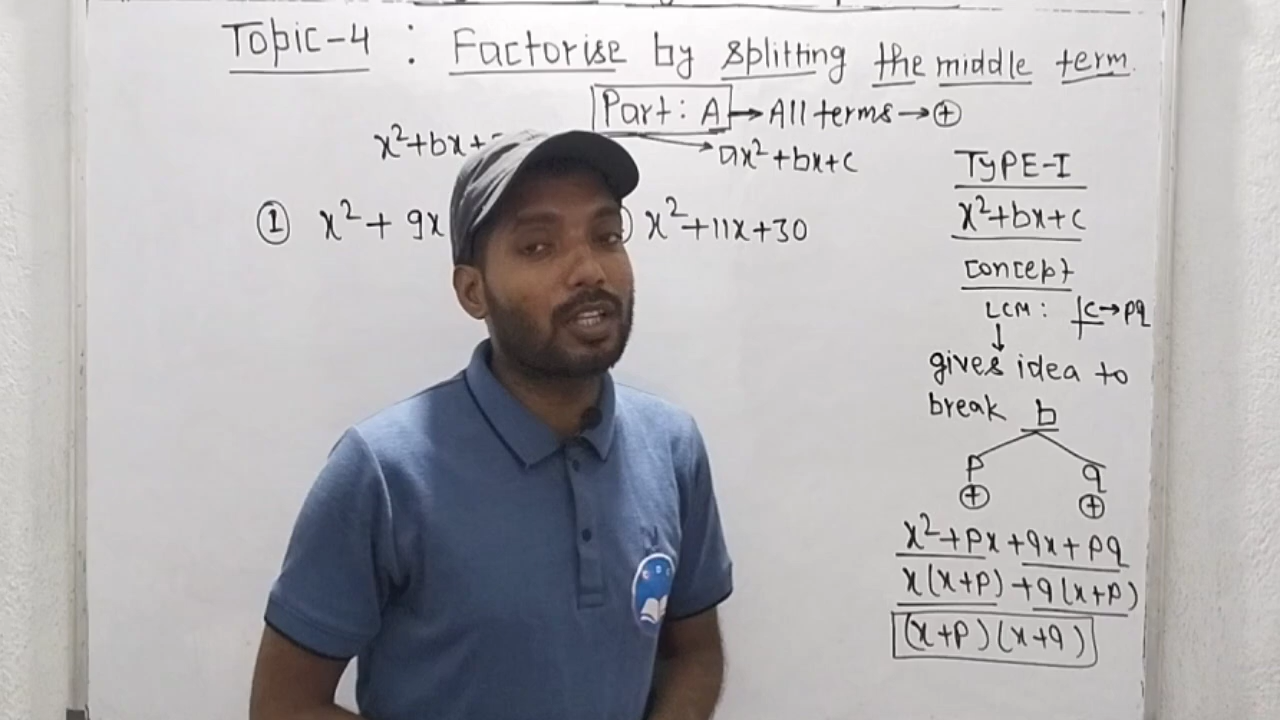 Topic-4 : Factorise by splitting the middle term.
Part: A → All terms → ⊕
x²+bx+
ax²+bx+c
① x² + 9x
x²+11x+30
TYPE-I
x²+bx+c
concept
LCM: c→pq
↓
gives idea to
break b
p q
⊕ ⊕
x²+px+qx+pq
x(x+p)+q(x+p)
(x+p)(x+q)